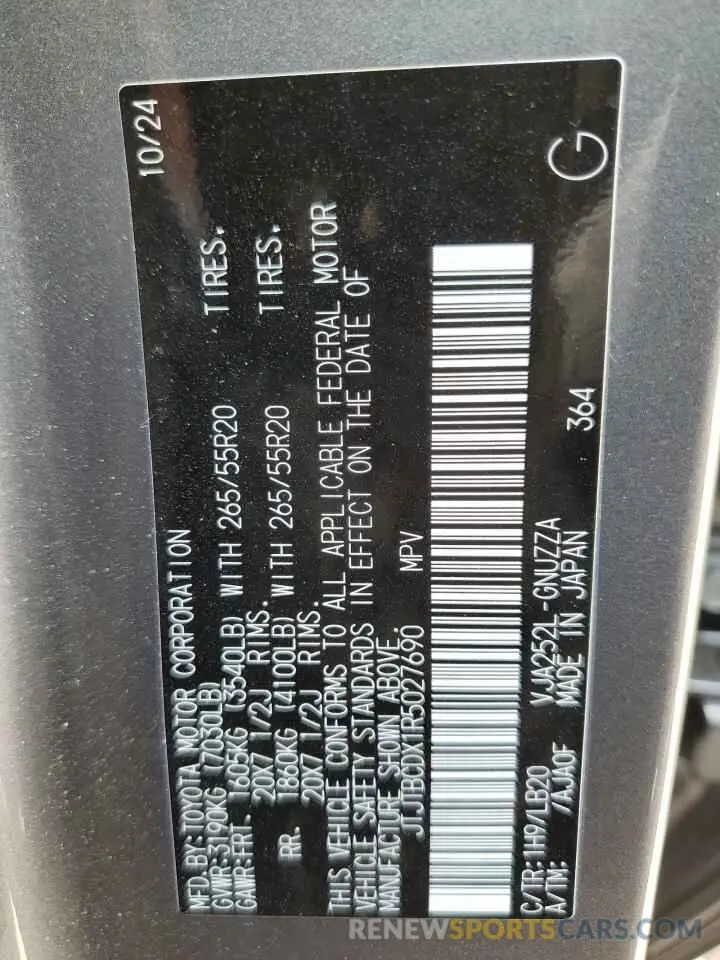 10/24
MFD.BY:TOYOTA MOTOR CORPORATION
GVWR:3190KG (7030LB)
GAWR:FRT. 1605KG (3540LB) WITH 265/55R20 TIRES.
20X7 1/2J RIMS.
RR. 1860KG (4100LB) WITH 265/55R20 TIRES.
20X7 1/2J RIMS.
THIS VEHICLE CONFORMS TO ALL APPLICABLE FEDERAL MOTOR
VEHICLE SAFETY STANDARDS IN EFFECT ON THE DATE OF
MANUFACTURE SHOWN ABOVE.
JTJTBCDX1R5027690 MPV
C/TR:1H9/LB20 VJA252L-GNUZZA
A/TM: /AJA0F MADE IN JAPAN 364
G
RENEWSPORTSCARS.COM